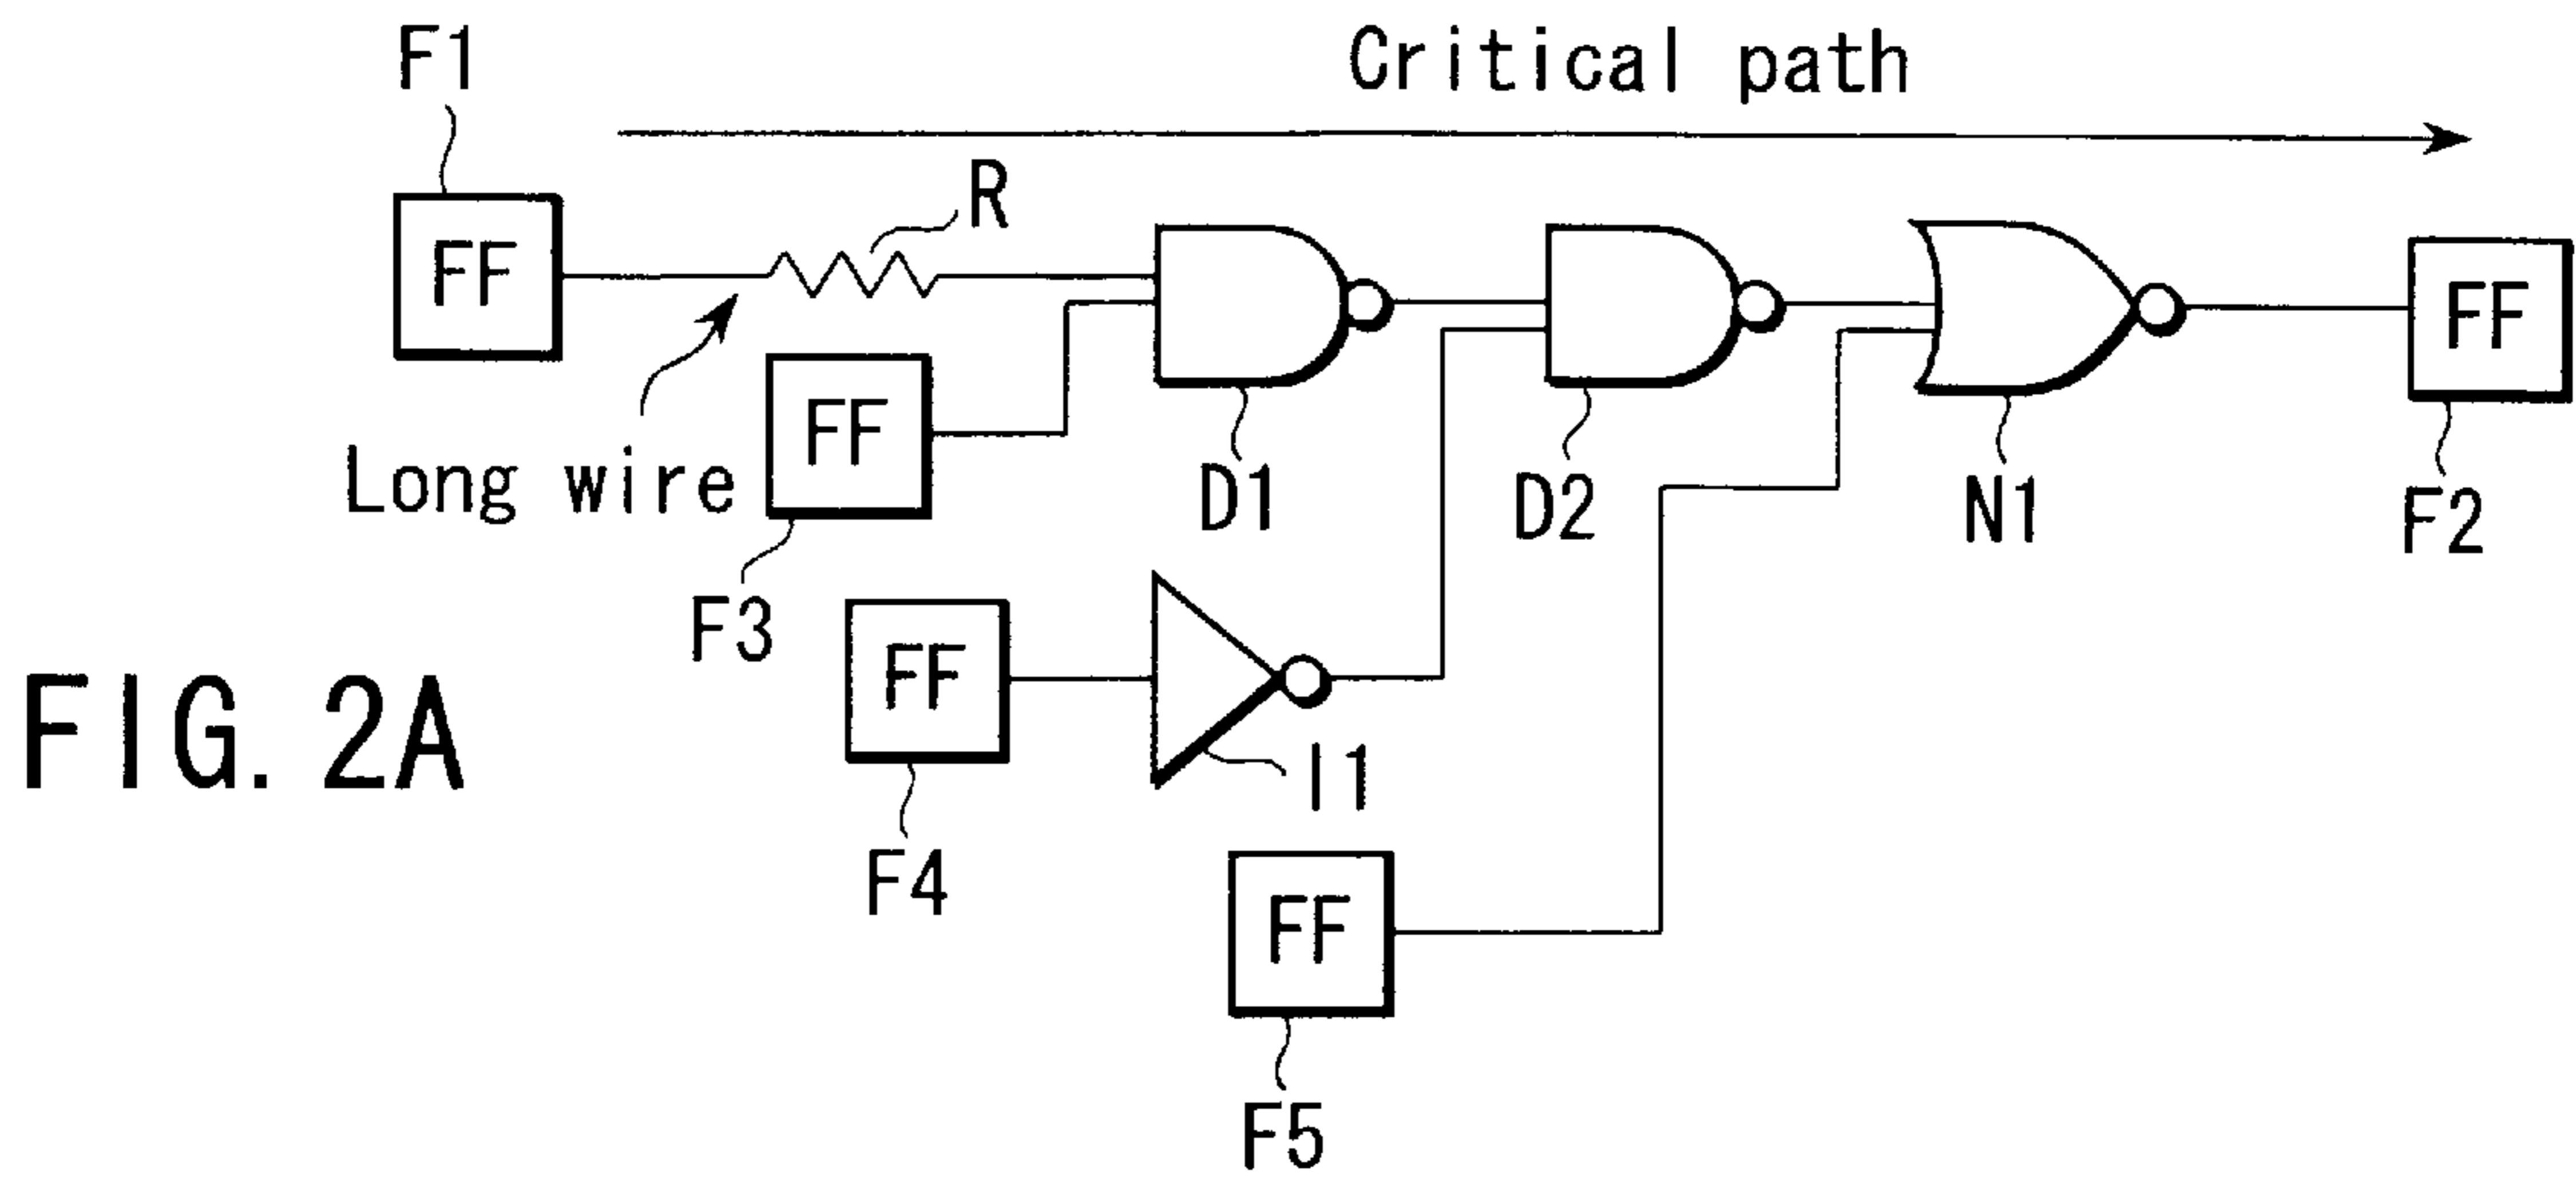 F1
Critical path
R
FF
FF
FF
Long wire
D1
D2
N1
F2
F3
FF
FIG. 2A
I1
F4
FF
F5